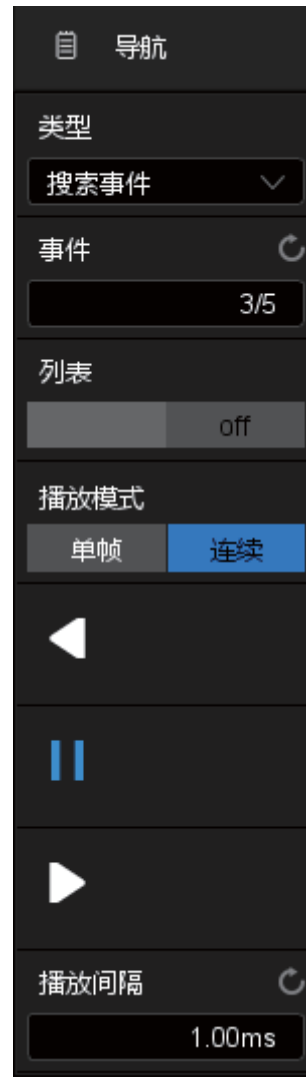 导航
类型
搜索事件
事件
3/5
列表
off
播放模式
单帧 连续
播放间隔
1.00ms